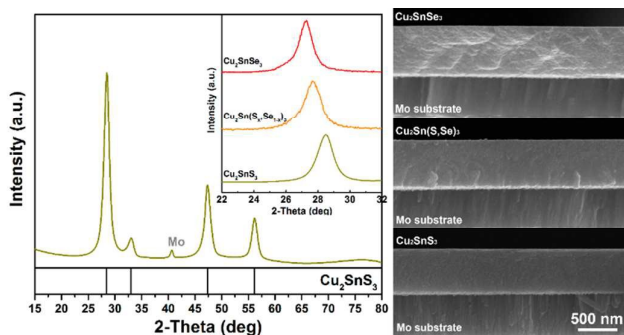 Intensity (a.u.)
Mo
Cu₂SnS₃
15 20 25 30 35 40 45 50 55 60 65 70 75 80
2-Theta (deg)
Intensity (a.u.)
Cu₂SnSe₃
Cu₂Sn(Sₓ,Se₁₋ₓ)₃
Cu₂SnS₃
22 24 26 28 30 32
2-Theta (deg)
Cu₂SnSe₃
Mo substrate
Cu₂Sn(S,Se)₃
Mo substrate
Cu₂SnS₃
Mo substrate
500 nm